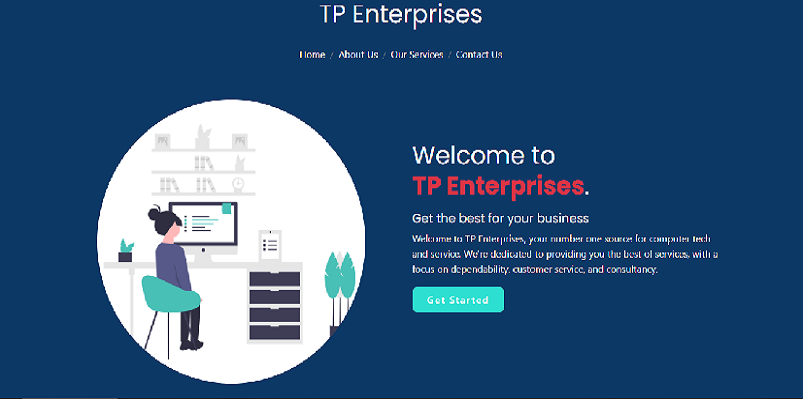 TP Enterprises
Home / About Us / Our Services / Contact Us
Welcome to
TP Enterprises.
Get the best for your business
Welcome to TP Enterprises, your number one source for computer tech
and service. We're dedicated to providing you the best of services, with a
focus on dependability. customer service, and consultancy.
Get Started